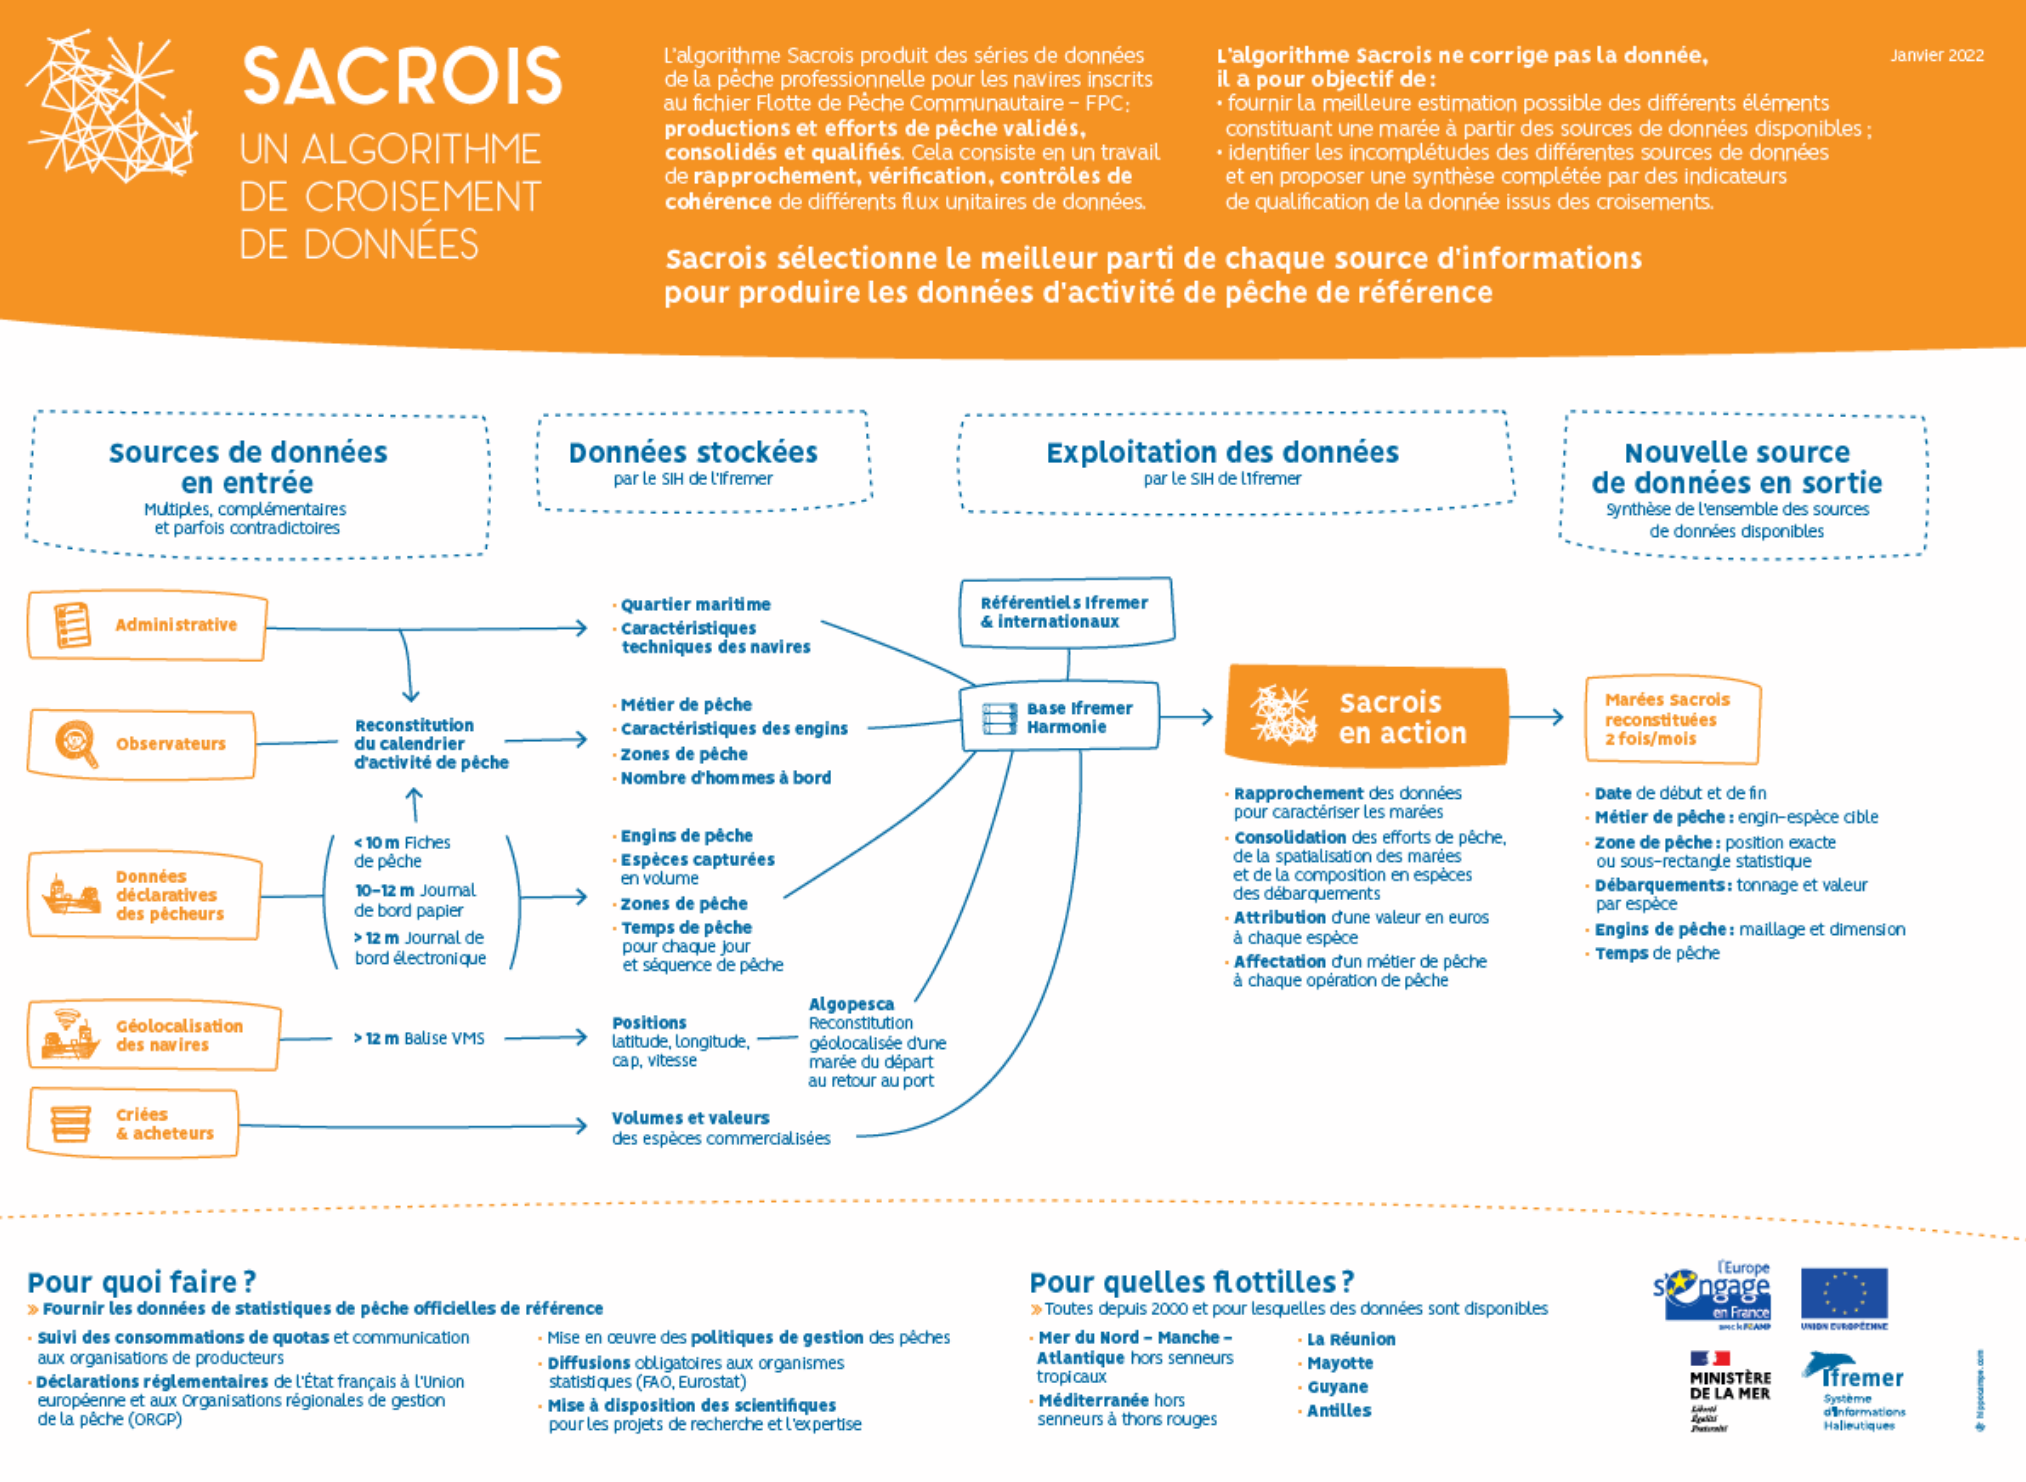 SACROIS
UN ALGORITHME
DE CROISEMENT
DE DONNÉES
L'algorithme Sacrois produit des séries de données
de la pêche professionnelle pour les navires inscrits
au fichier Flotte de Pêche Communautaire – FPC :
productions et efforts de pêche validés,
consolidés et qualifiés. Cela consiste en un travail
de rapprochement, vérification, contrôles de
cohérence de différents flux unitaires de données.
L'algorithme Sacrois ne corrige pas la donnée,
il a pour objectif de :
• fournir la meilleure estimation possible des différents éléments
constituant une marée à partir des sources de données disponibles ;
• identifier les incomplétudes des différentes sources de données
et en proposer une synthèse complétée par des indicateurs
de qualification de la donnée issus des croisements.
Janvier 2022
Sacrois sélectionne le meilleur parti de chaque source d'informations
pour produire les données d'activité de pêche de référence
Sources de données
en entrée
Multiples, complémentaires
et parfois contradictoires
Données stockées
par le SIH de l'Ifremer
Exploitation des données
par le SIH de l'Ifremer
Nouvelle source
de données en sortie
Synthèse de l'ensemble des sources
de données disponibles
Administrative
Observateurs
Données
déclaratives
des pêcheurs
Géolocalisation
des navires
Criées
& acheteurs
Reconstitution
du calendrier
d'activité de pêche
< 10 m Fiches
de pêche
10-12 m Journal
de bord papier
> 12 m Journal de
bord électronique
> 12 m Balise VMS
• Quartier maritime
• Caractéristiques
techniques des navires
• Métier de pêche
• Caractéristiques des engins
• Zones de pêche
• Nombre d'hommes à bord
• Engins de pêche
• Espèces capturées
en volume
• Zones de pêche
• Temps de pêche
pour chaque jour
et séquence de pêche
Positions
latitude, longitude,
cap, vitesse
Algopesca
Reconstitution
géolocalisée d'une
marée du départ
au retour au port
Volumes et valeurs
des espèces commercialisées
Référentiels Ifremer
& internationaux
Base Ifremer
Harmonie
Sacrois
en action
• Rapprochement des données
pour caractériser les marées
• Consolidation des efforts de pêche,
de la spatialisation des marées
et de la composition en espèces
des débarquements
• Attribution d'une valeur en euros
à chaque espèce
• Affectation d'un métier de pêche
à chaque opération de pêche
Marées Sacrois
reconstituées
2 fois/mois
• Date de début et de fin
• Métier de pêche : engin-espèce cible
• Zone de pêche : position exacte
ou sous-rectangle statistique
• Débarquements : tonnage et valeur
par espèce
• Engins de pêche : maillage et dimension
• Temps de pêche
Pour quoi faire ?
» Fournir les données de statistiques de pêche officielles de référence
• Suivi des consommations de quotas et communication
aux organisations de producteurs
• Déclarations réglementaires de l'État français à l'Union
européenne et aux Organisations régionales de gestion
de la pêche (ORGP)
• Mise en œuvre des politiques de gestion des pêches
• Diffusions obligatoires aux organismes
statistiques (FAO, Eurostat)
• Mise à disposition des scientifiques
pour les projets de recherche et l'expertise
Pour quelles flottilles ?
» Toutes depuis 2000 et pour lesquelles des données sont disponibles
• Mer du Nord – Manche –
Atlantique hors senneurs
tropicaux
• Méditerranée hors
senneurs à thons rouges
• La Réunion
• Mayotte
• Guyane
• Antilles
l'Europe
s'engage
en France
avec le FEAMP
UNION EUROPÉENNE
MINISTÈRE
DE LA MER
Liberté
Égalité
Fraternité
Ifremer
Système
d'Informations
Halieutiques
hippocampe.com